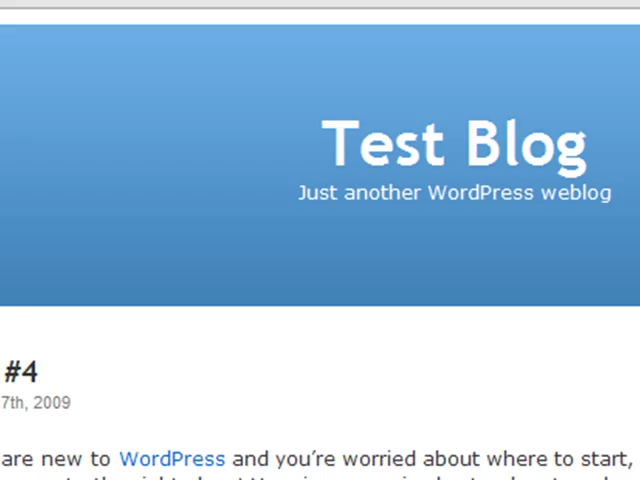 Test Blog
Just another WordPress weblog
#4
7th, 2009
are new to WordPress and you’re worried about where to start,